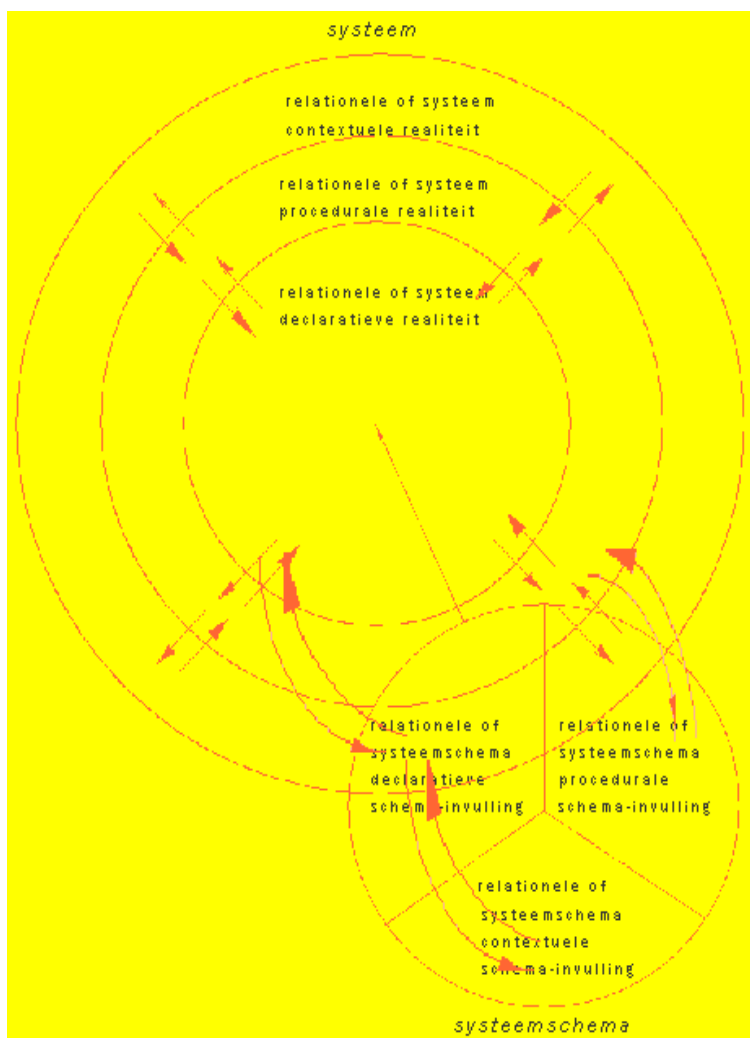 systeem
relationele of systeem
contextuele realiteit
relationele of systeem
procedurale realiteit
relationele of systeem
declaratieve realiteit
relationele of
systeemschema
declaratieve
schema-invulling
relationele of
systeemschema
procedurale
schema-invulling
relationele of
systeemschema
contextuele
schema-invulling
systeemschema